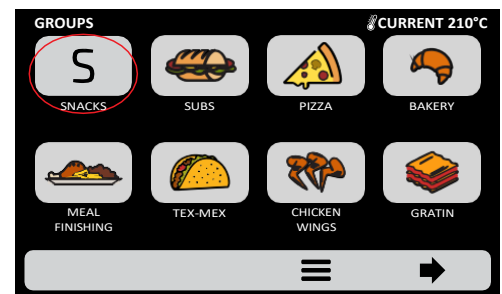 GROUPS
CURRENT 210°C
S
SNACKS
SUBS
PIZZA
BAKERY
MEAL
FINISHING
TEX-MEX
CHICKEN
WINGS
GRATIN